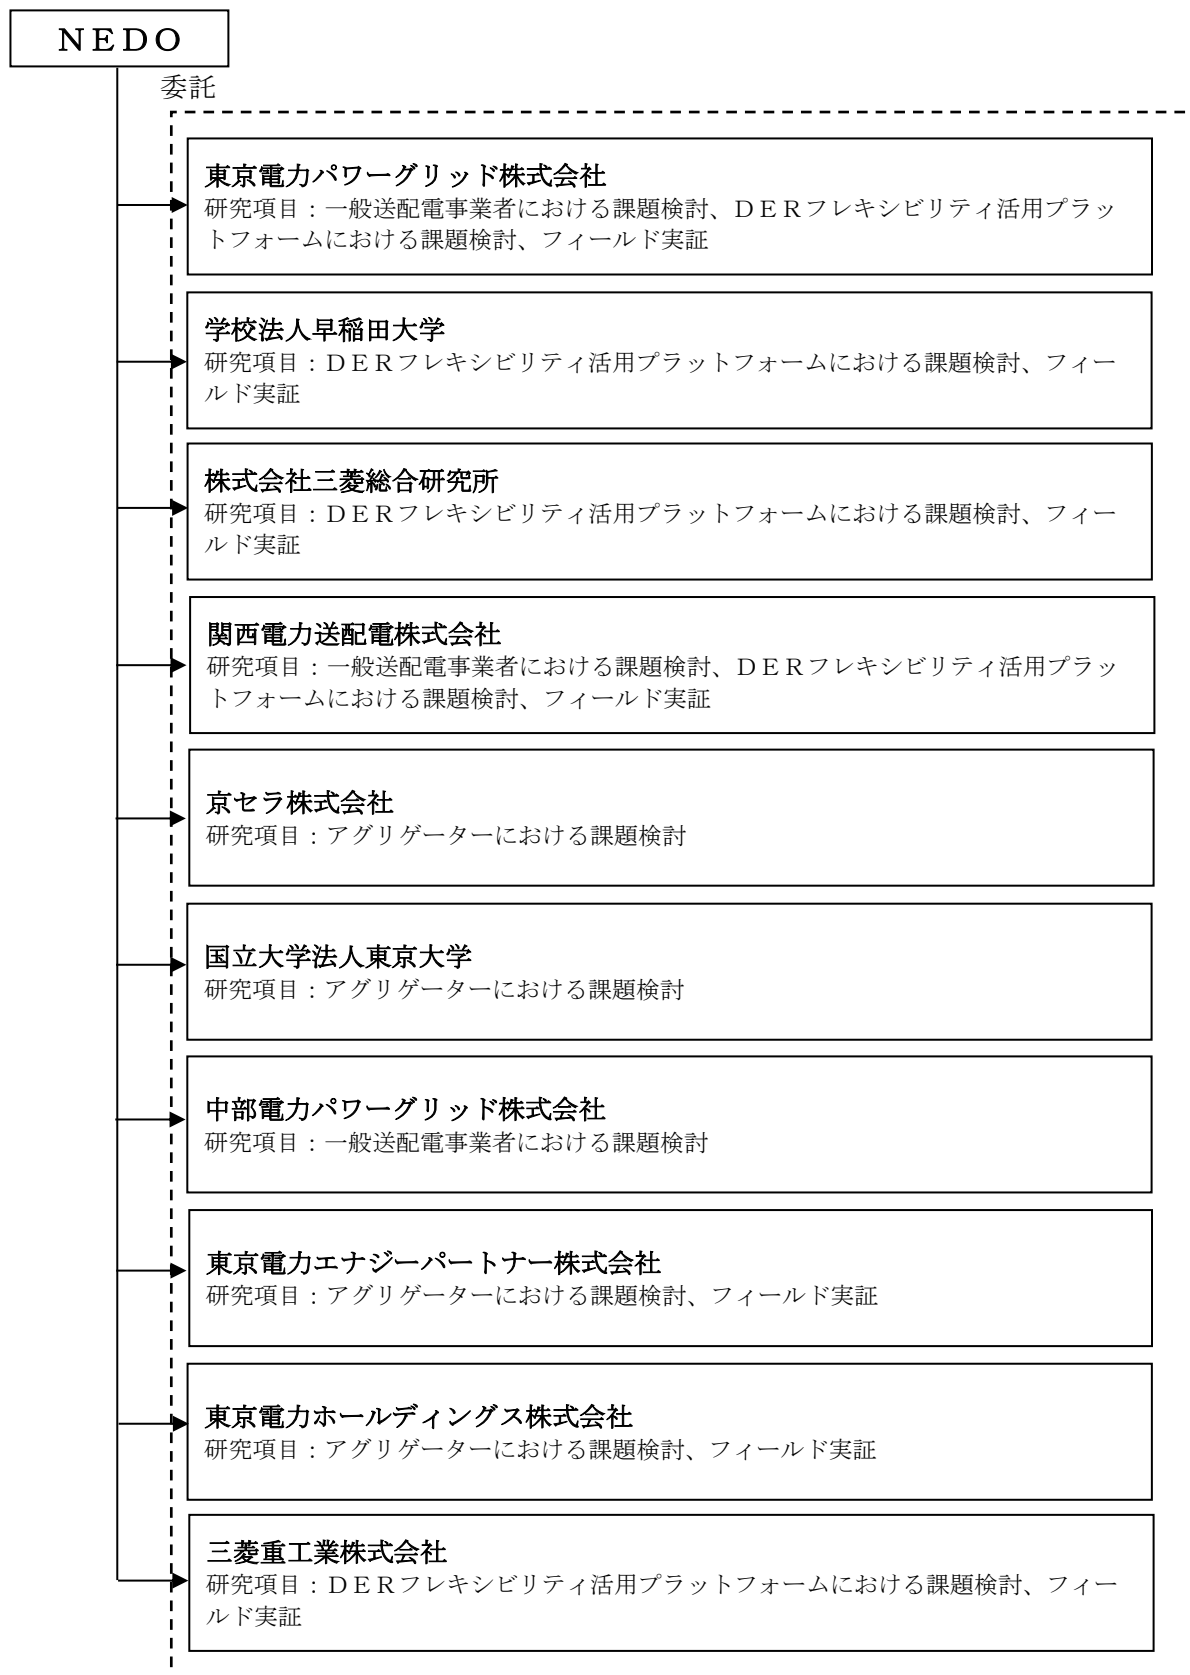 ＮＥＤＯ
委託
東京電力パワーグリッド株式会社
研究項目：一般送配電事業者における課題検討、ＤＥＲフレキシビリティ活用プラッ
トフォームにおける課題検討、フィールド実証
学校法人早稲田大学
研究項目：ＤＥＲフレキシビリティ活用プラットフォームにおける課題検討、フィー
ルド実証
株式会社三菱総合研究所
研究項目：ＤＥＲフレキシビリティ活用プラットフォームにおける課題検討、フィー
ルド実証
関西電力送配電株式会社
研究項目：一般送配電事業者における課題検討、ＤＥＲフレキシビリティ活用プラッ
トフォームにおける課題検討、フィールド実証
京セラ株式会社
研究項目：アグリゲーターにおける課題検討
国立大学法人東京大学
研究項目：アグリゲーターにおける課題検討
中部電力パワーグリッド株式会社
研究項目：一般送配電事業者における課題検討
東京電力エナジーパートナー株式会社
研究項目：アグリゲーターにおける課題検討、フィールド実証
東京電力ホールディングス株式会社
研究項目：アグリゲーターにおける課題検討、フィールド実証
三菱重工業株式会社
研究項目：ＤＥＲフレキシビリティ活用プラットフォームにおける課題検討、フィー
ルド実証